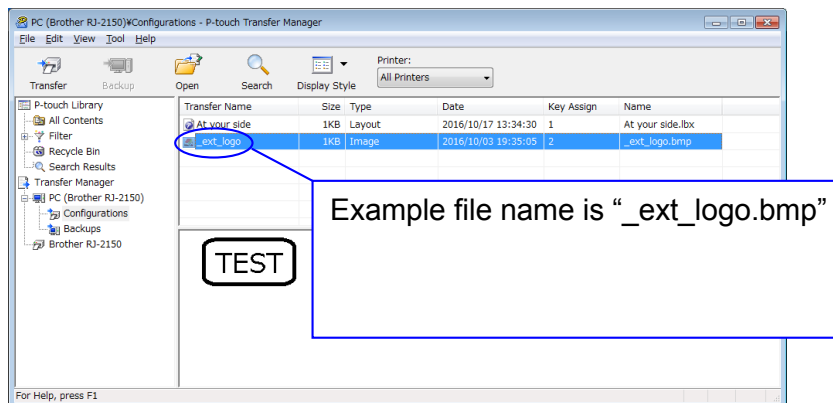 PC (Brother RJ-2150)¥Configurations - P-touch Transfer Manager
File Edit View Tool Help
Transfer Backup Open Search Display Style Printer: All Printers
P-touch Library
All Contents
Filter
Recycle Bin
Search Results
Transfer Manager
PC (Brother RJ-2150)
Configurations
Backups
Brother RJ-2150
Transfer Name Size Type Date Key Assign Name
At your side 1KB Layout 2016/10/17 13:34:30 1 At your side.lbx
_ext_logo 1KB Image 2016/10/03 19:35:05 2 _ext_logo.bmp
Example file name is “_ext_logo.bmp”
TEST
For Help, press F1